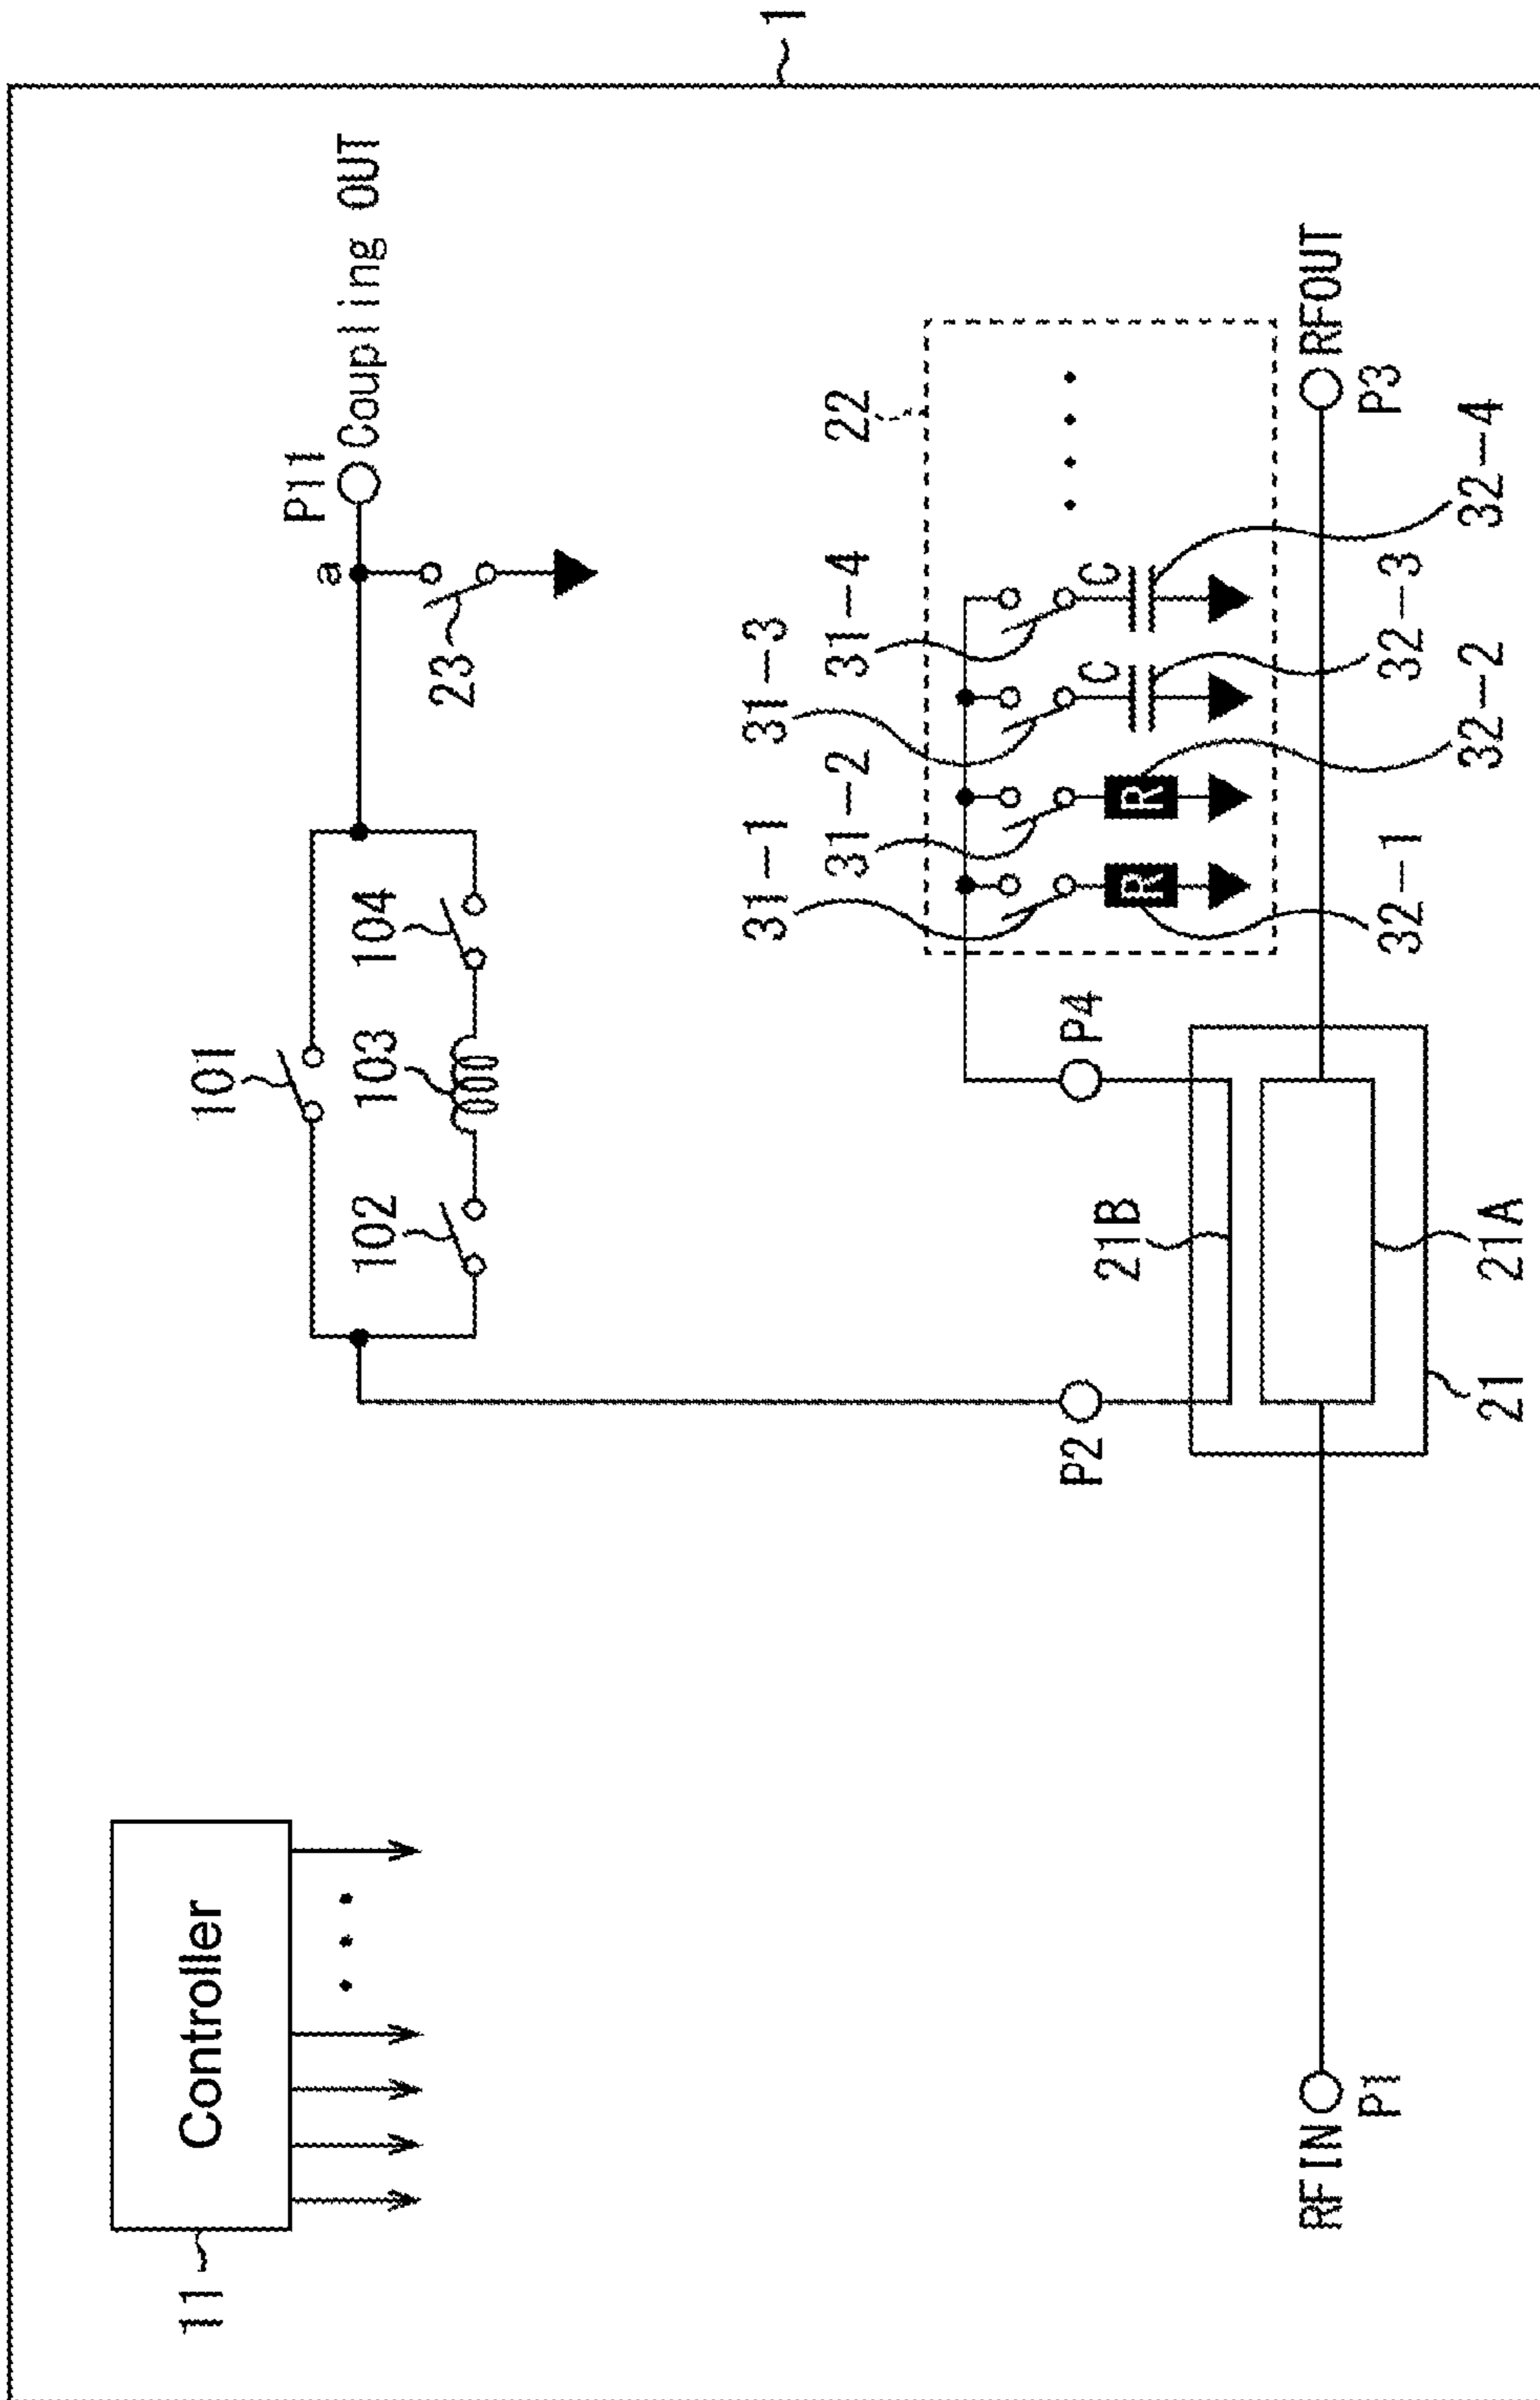 1
11
Controller
101
102
103
104
P11
a
Coupling OUT
23
P2
P4
22
31-1
31-2
31-3
31-4
R
R
C
C
32-1
32-2
32-3
32-4
21B
21A
21
RFIN
P1
RFOUT
P3